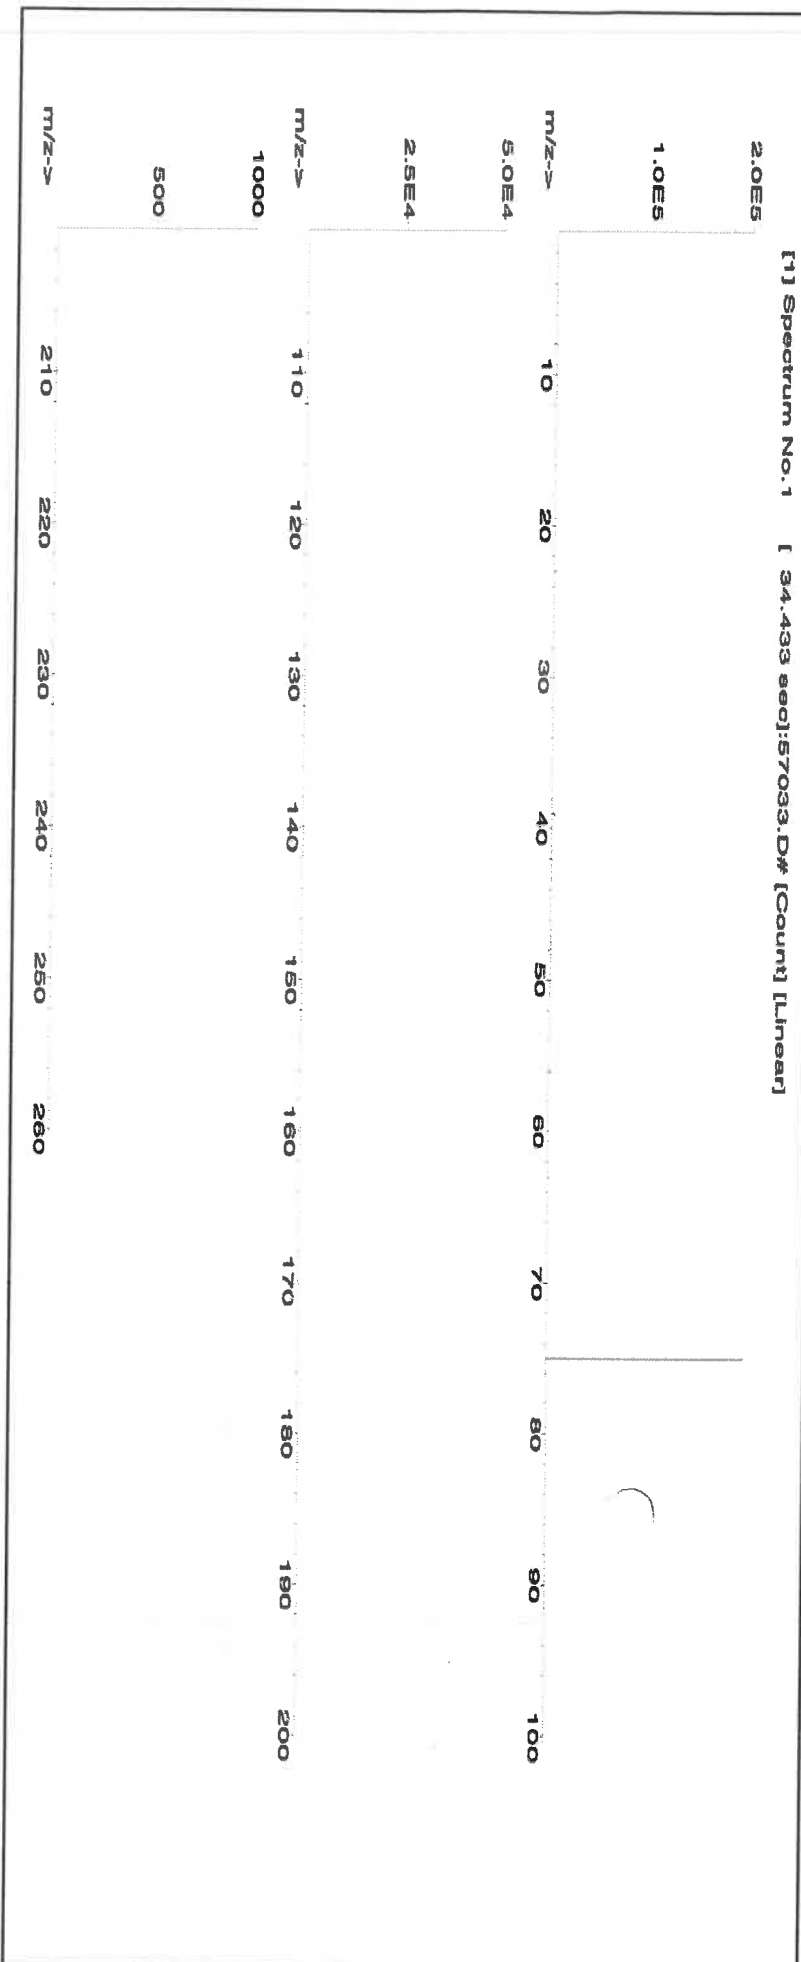 [1] Spectrum No.1 [ 34.433 sec]:57033.D# [Count] [Linear]
2.0E5
1.0E5
m/z->
10 20 30 40 50 60 70 80 90 100
5.0E4
2.5E4
m/z->
110 120 130 140 150 160 170 180 190 200
1000
500
m/z->
210 220 230 240 250 260